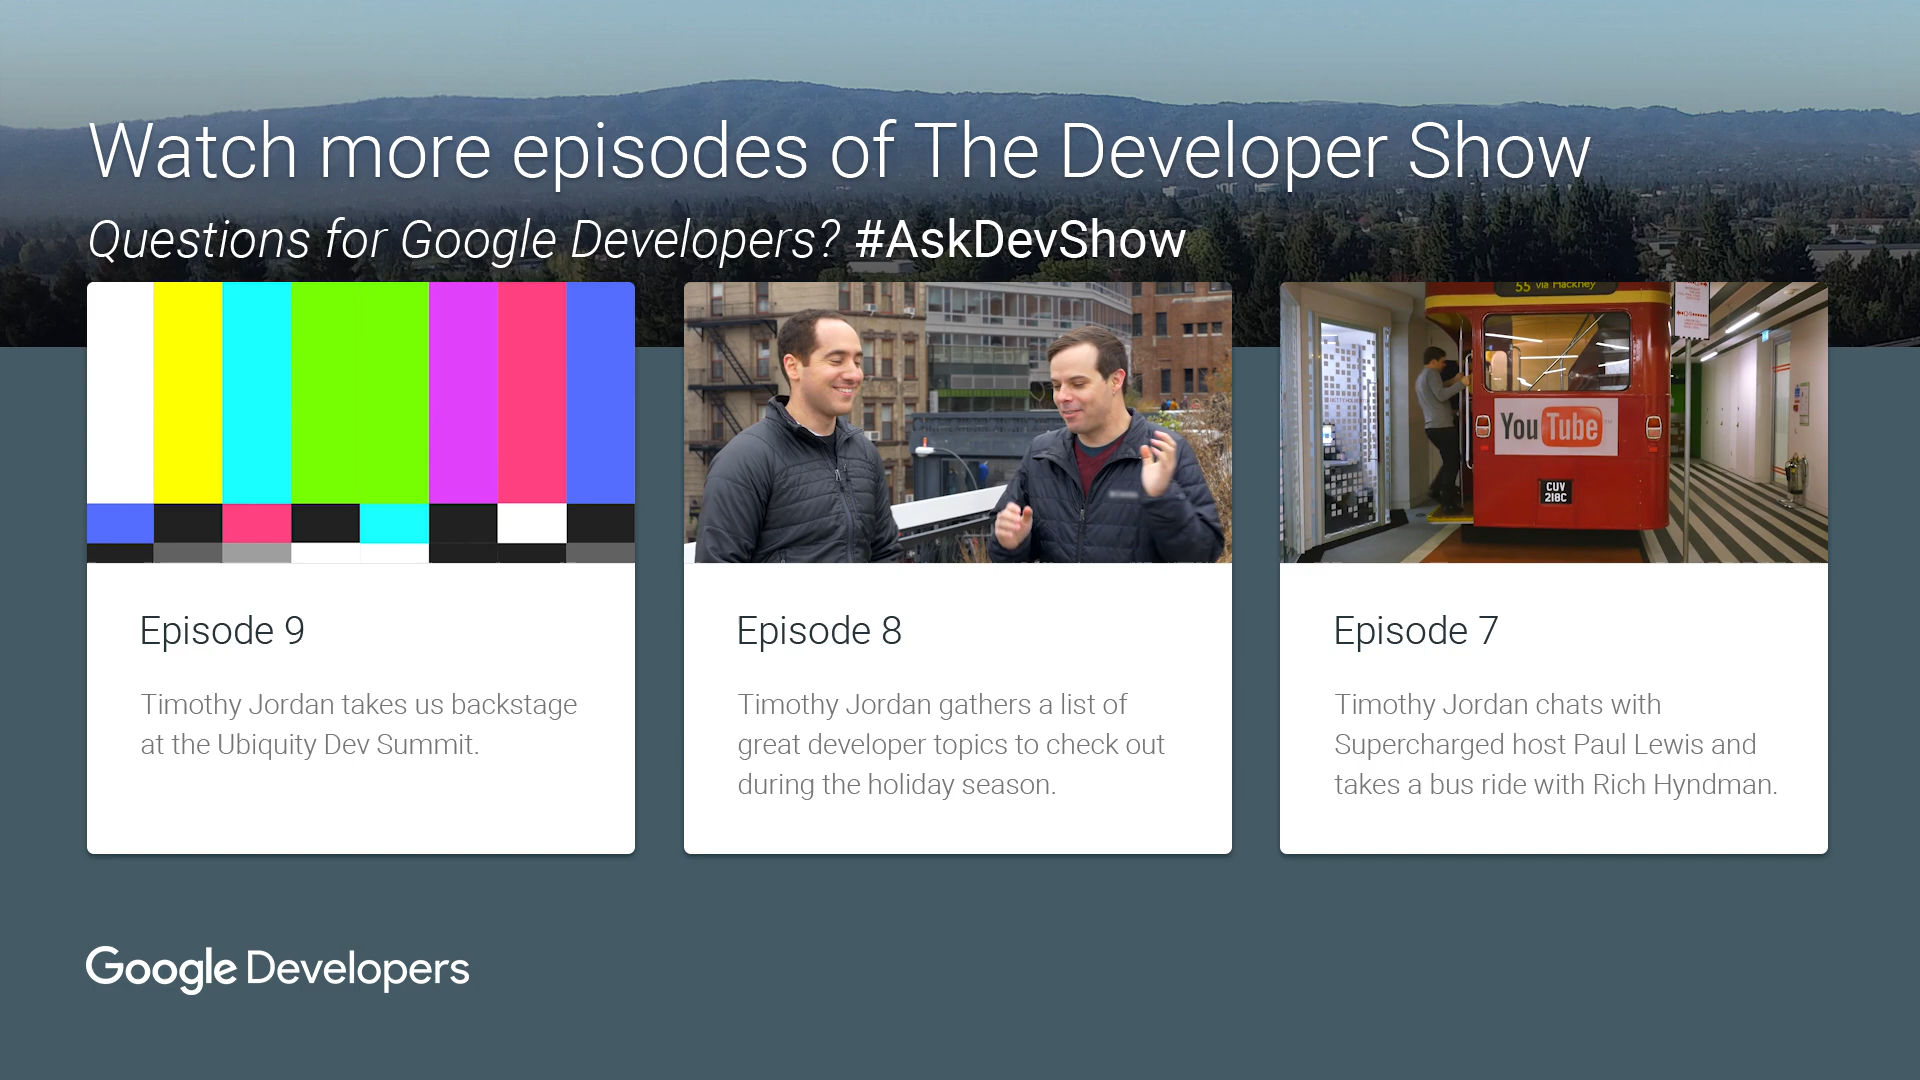 Watch more episodes of The Developer Show
Questions for Google Developers? #AskDevShow
55 via Hackney
YouTube
CUV
218C
Episode 9
Timothy Jordan takes us backstage
at the Ubiquity Dev Summit.
Episode 8
Timothy Jordan gathers a list of
great developer topics to check out
during the holiday season.
Episode 7
Timothy Jordan chats with
Supercharged host Paul Lewis and
takes a bus ride with Rich Hyndman.
Google Developers